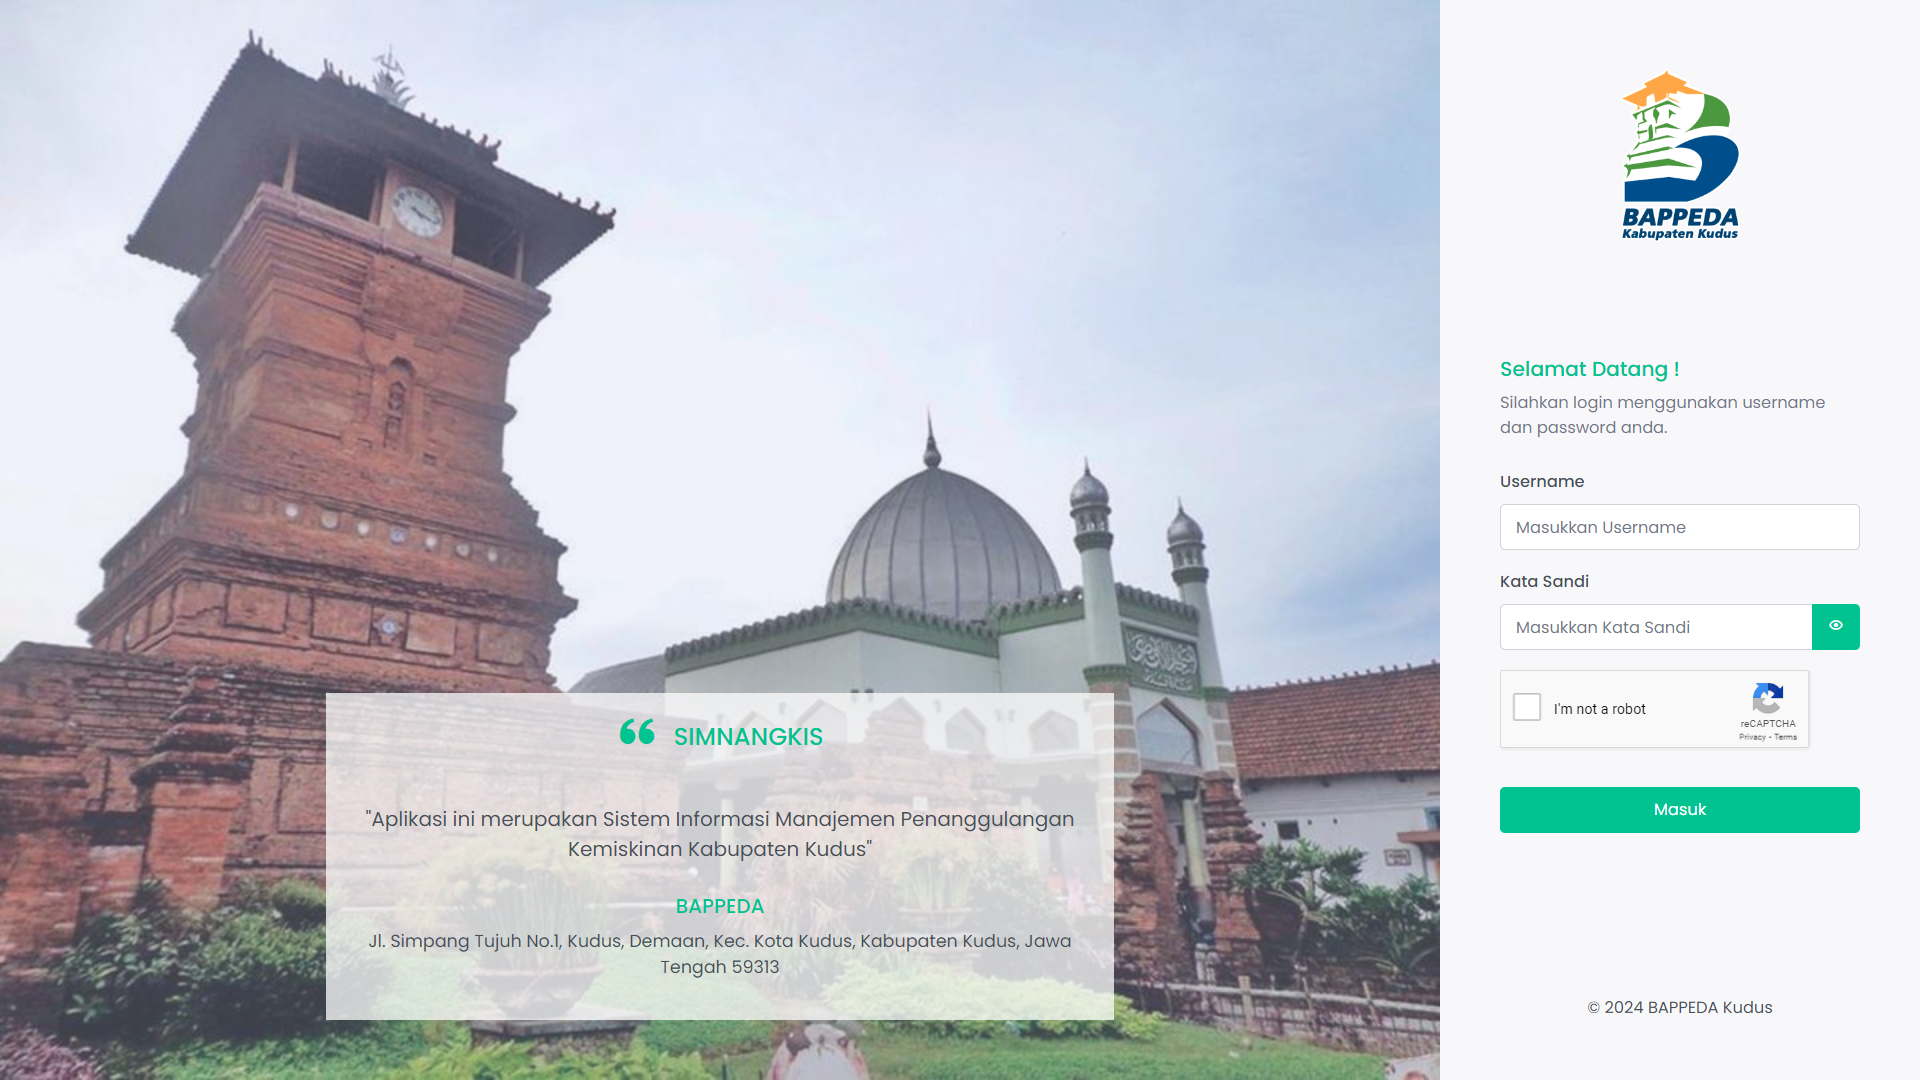 SIMNANGKIS
"Aplikasi ini merupakan Sistem Informasi Manajemen Penanggulangan
Kemiskinan Kabupaten Kudus"
BAPPEDA
Jl. Simpang Tujuh No.1, Kudus, Demaan, Kec. Kota Kudus, Kabupaten Kudus, Jawa
Tengah 59313
BAPPEDA
Kabupaten Kudus
Selamat Datang !
Silahkan login menggunakan username
dan password anda.
Username
Masukkan Username
Kata Sandi
Masukkan Kata Sandi
I'm not a robot
reCAPTCHA
Privacy - Terms
Masuk
© 2024 BAPPEDA Kudus